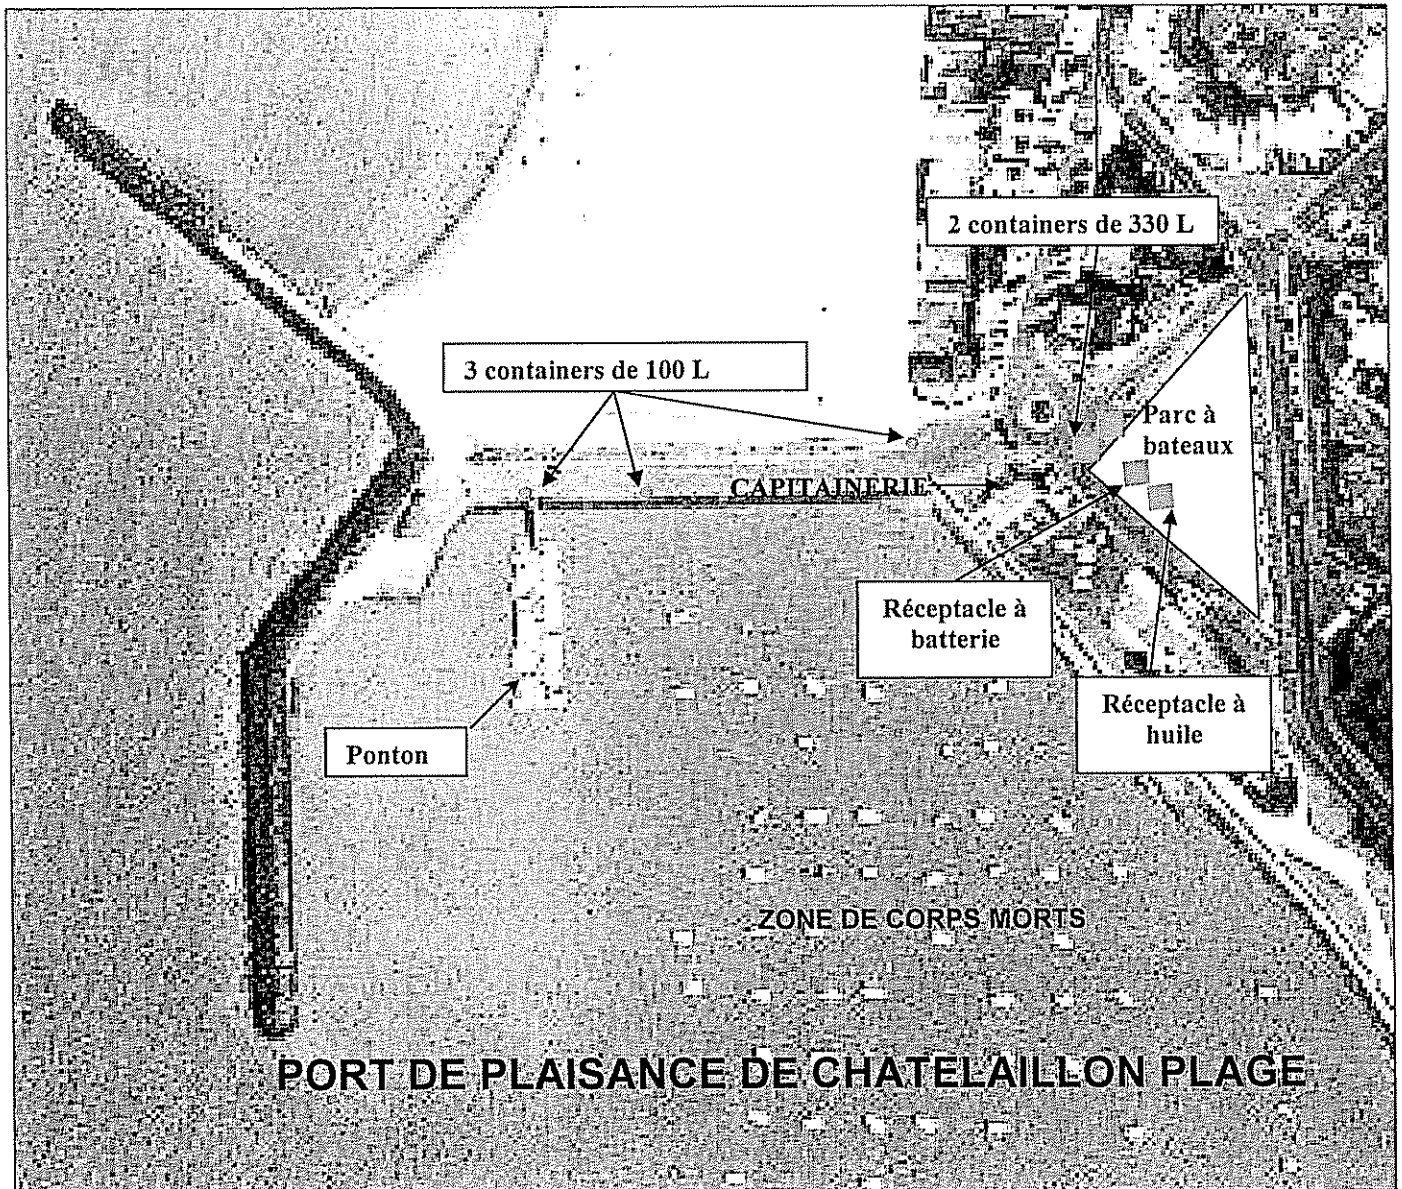 2 containers de 330 L
3 containers de 100 L
Parc à
bateaux
CAPITAINERIE
Réceptacle à
batterie
Réceptacle à
huile
Ponton
ZONE DE CORPS MORTS
PORT DE PLAISANCE DE CHATELAILLON PLAGE